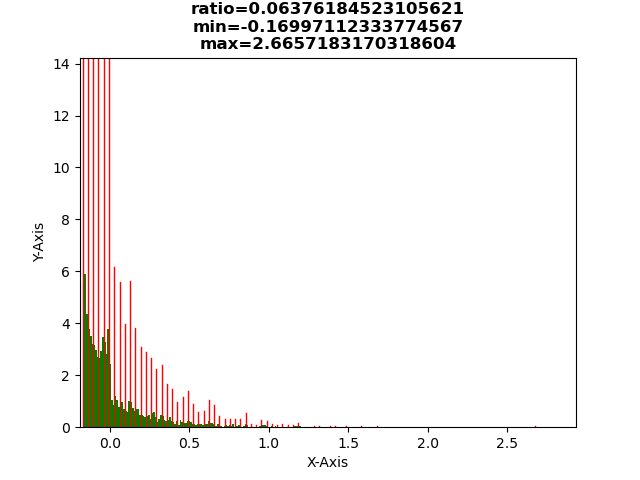 ratio=0.06376184523105621
min=-0.16997112333774567
max=2.6657183170318604
14
12
10
8
6
4
2
0
Y-Axis
0.0 0.5 1.0 1.5 2.0 2.5
X-Axis